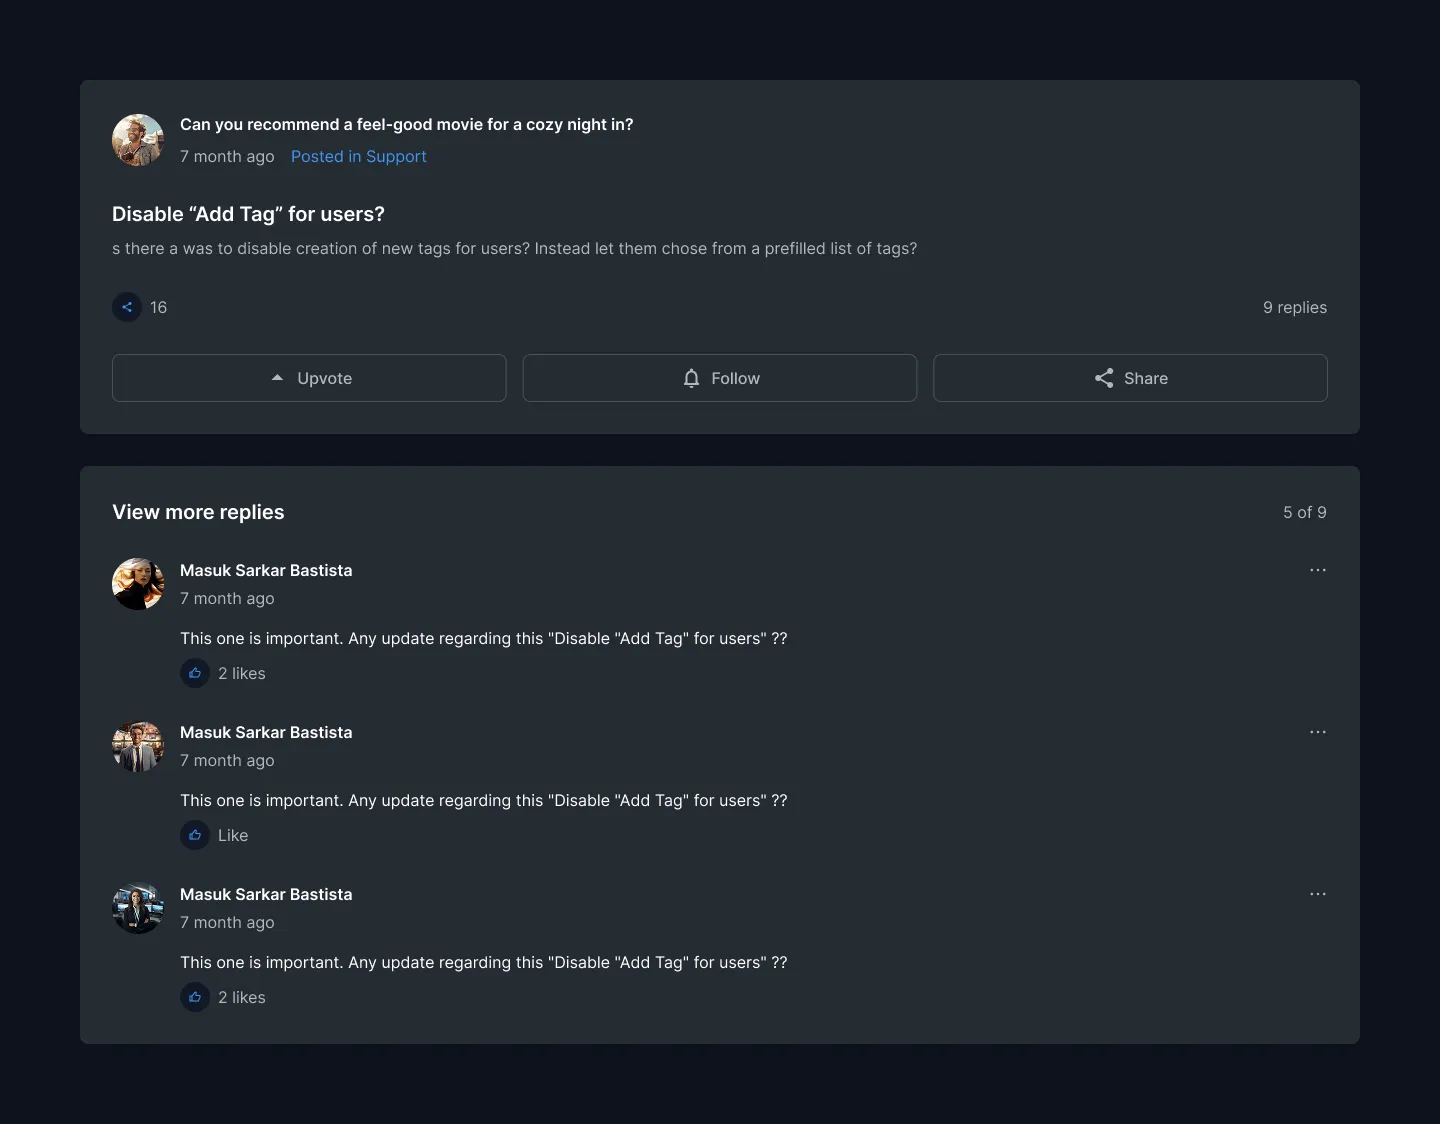 Can you recommend a feel-good movie for a cozy night in?
7 month ago Posted in Support
Disable “Add Tag” for users?
s there a was to disable creation of new tags for users? Instead let them chose from a prefilled list of tags?
16 9 replies
Upvote Follow Share
View more replies 5 of 9
Masuk Sarkar Bastista
7 month ago
This one is important. Any update regarding this "Disable "Add Tag" for users" ??
2 likes
Masuk Sarkar Bastista
7 month ago
This one is important. Any update regarding this "Disable "Add Tag" for users" ??
Like
Masuk Sarkar Bastista
7 month ago
This one is important. Any update regarding this "Disable "Add Tag" for users" ??
2 likes